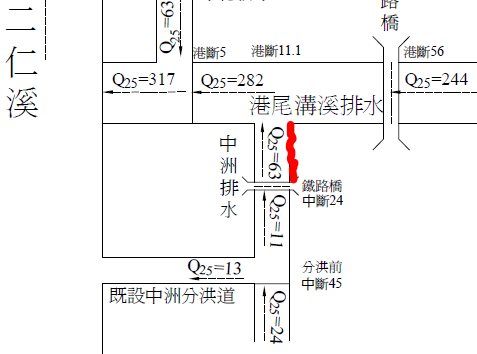 二仁溪
Q25=63
路橋
港斷5
港斷11.1
港斷56
Q25=317
Q25=282
Q25=244
港尾溝溪排水
中洲排水
Q25=63
鐵路橋
中斷24
Q25=11
Q25=13
分洪前
中斷45
既設中洲分洪道
Q25=24